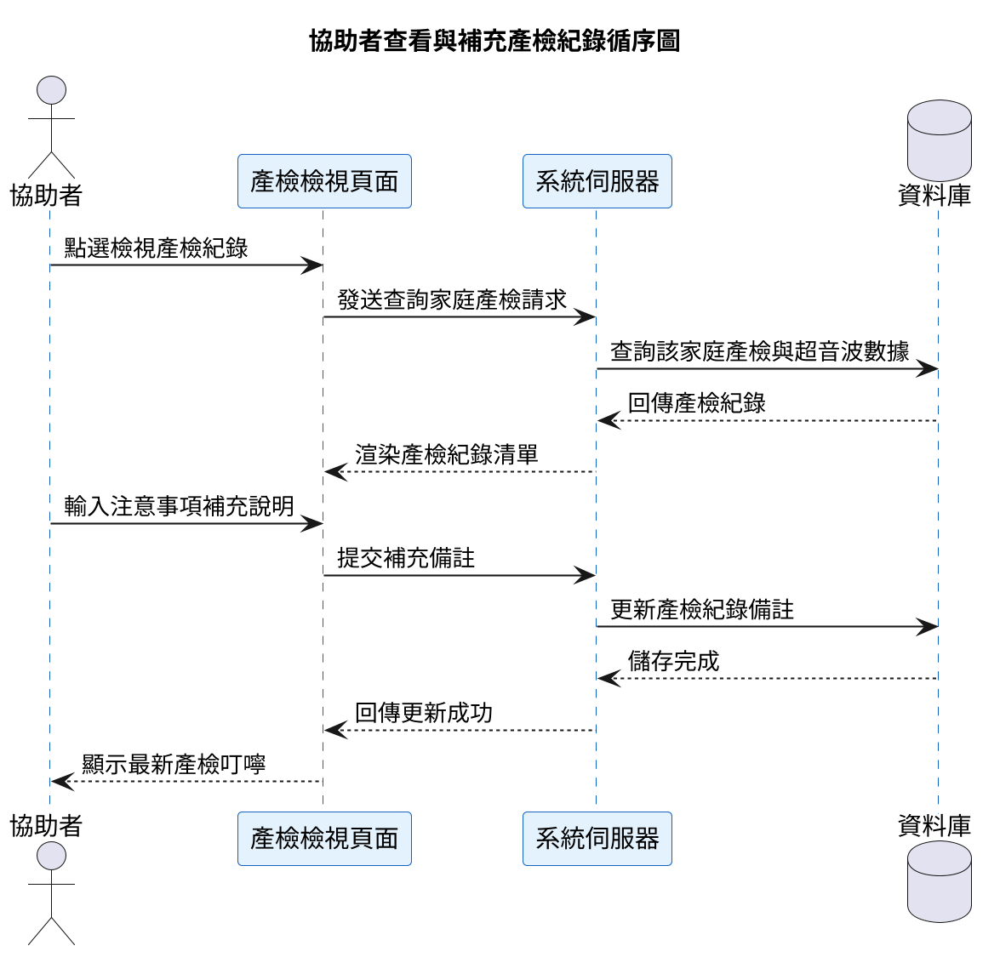 協助者查看與補充產檢紀錄循序圖
協助者
產檢檢視頁面
系統伺服器
資料庫
點選檢視產檢紀錄
發送查詢家庭產檢請求
查詢該家庭產檢與超音波數據
回傳產檢紀錄
渲染產檢紀錄清單
輸入注意事項補充說明
提交補充備註
更新產檢紀錄備註
儲存完成
回傳更新成功
顯示最新產檢叮嚀
協助者
產檢檢視頁面
系統伺服器
資料庫